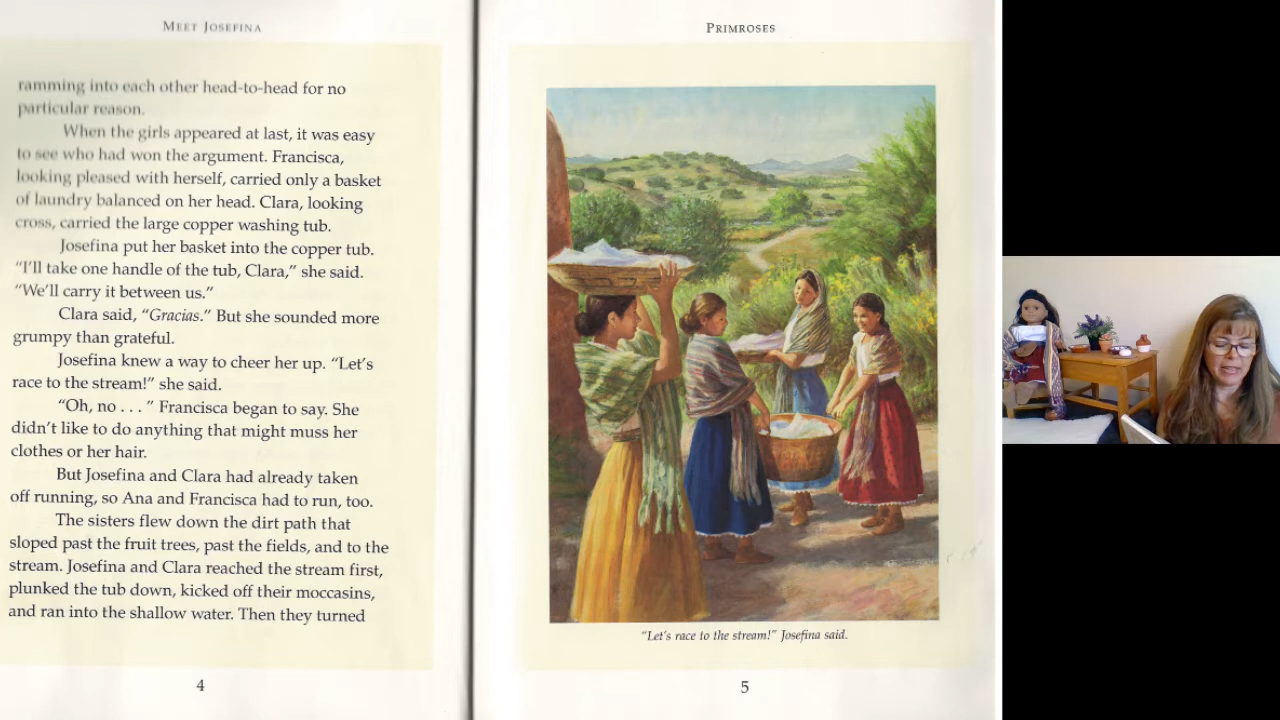 MEET JOSEFINA
ramming into each other head-to-head for no
particular reason.
When the girls appeared at last, it was easy
to see who had won the argument. Francisca,
looking pleased with herself, carried only a basket
of laundry balanced on her head. Clara, looking
cross, carried the large copper washing tub.
Josefina put her basket into the copper tub.
“I’ll take one handle of the tub, Clara,” she said.
“We’ll carry it between us.”
Clara said, “Gracias.” But she sounded more
grumpy than grateful.
Josefina knew a way to cheer her up. “Let’s
race to the stream!” she said.
“Oh, no . . . ” Francisca began to say. She
didn’t like to do anything that might muss her
clothes or her hair.
But Josefina and Clara had already taken
off running, so Ana and Francisca had to run, too.
The sisters flew down the dirt path that
sloped past the fruit trees, past the fields, and to the
stream. Josefina and Clara reached the stream first,
plunked the tub down, kicked off their moccasins,
and ran into the shallow water. Then they turned
4
PRIMROSES
“Let’s race to the stream!” Josefina said.
5